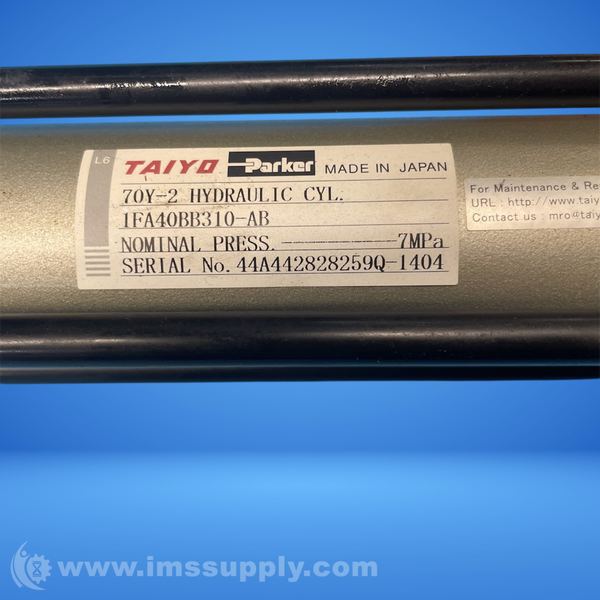 L6
TAIYO Parker MADE IN JAPAN
70Y-2 HYDRAULIC CYL.
1FA40BB310-AB
NOMINAL PRESS.--------------7MPa
SERIAL No.44A442828259Q-1404
For Maintenance & Re
URL : http://www.taiy
Contact us : mro@taiy
www.imssupply.com